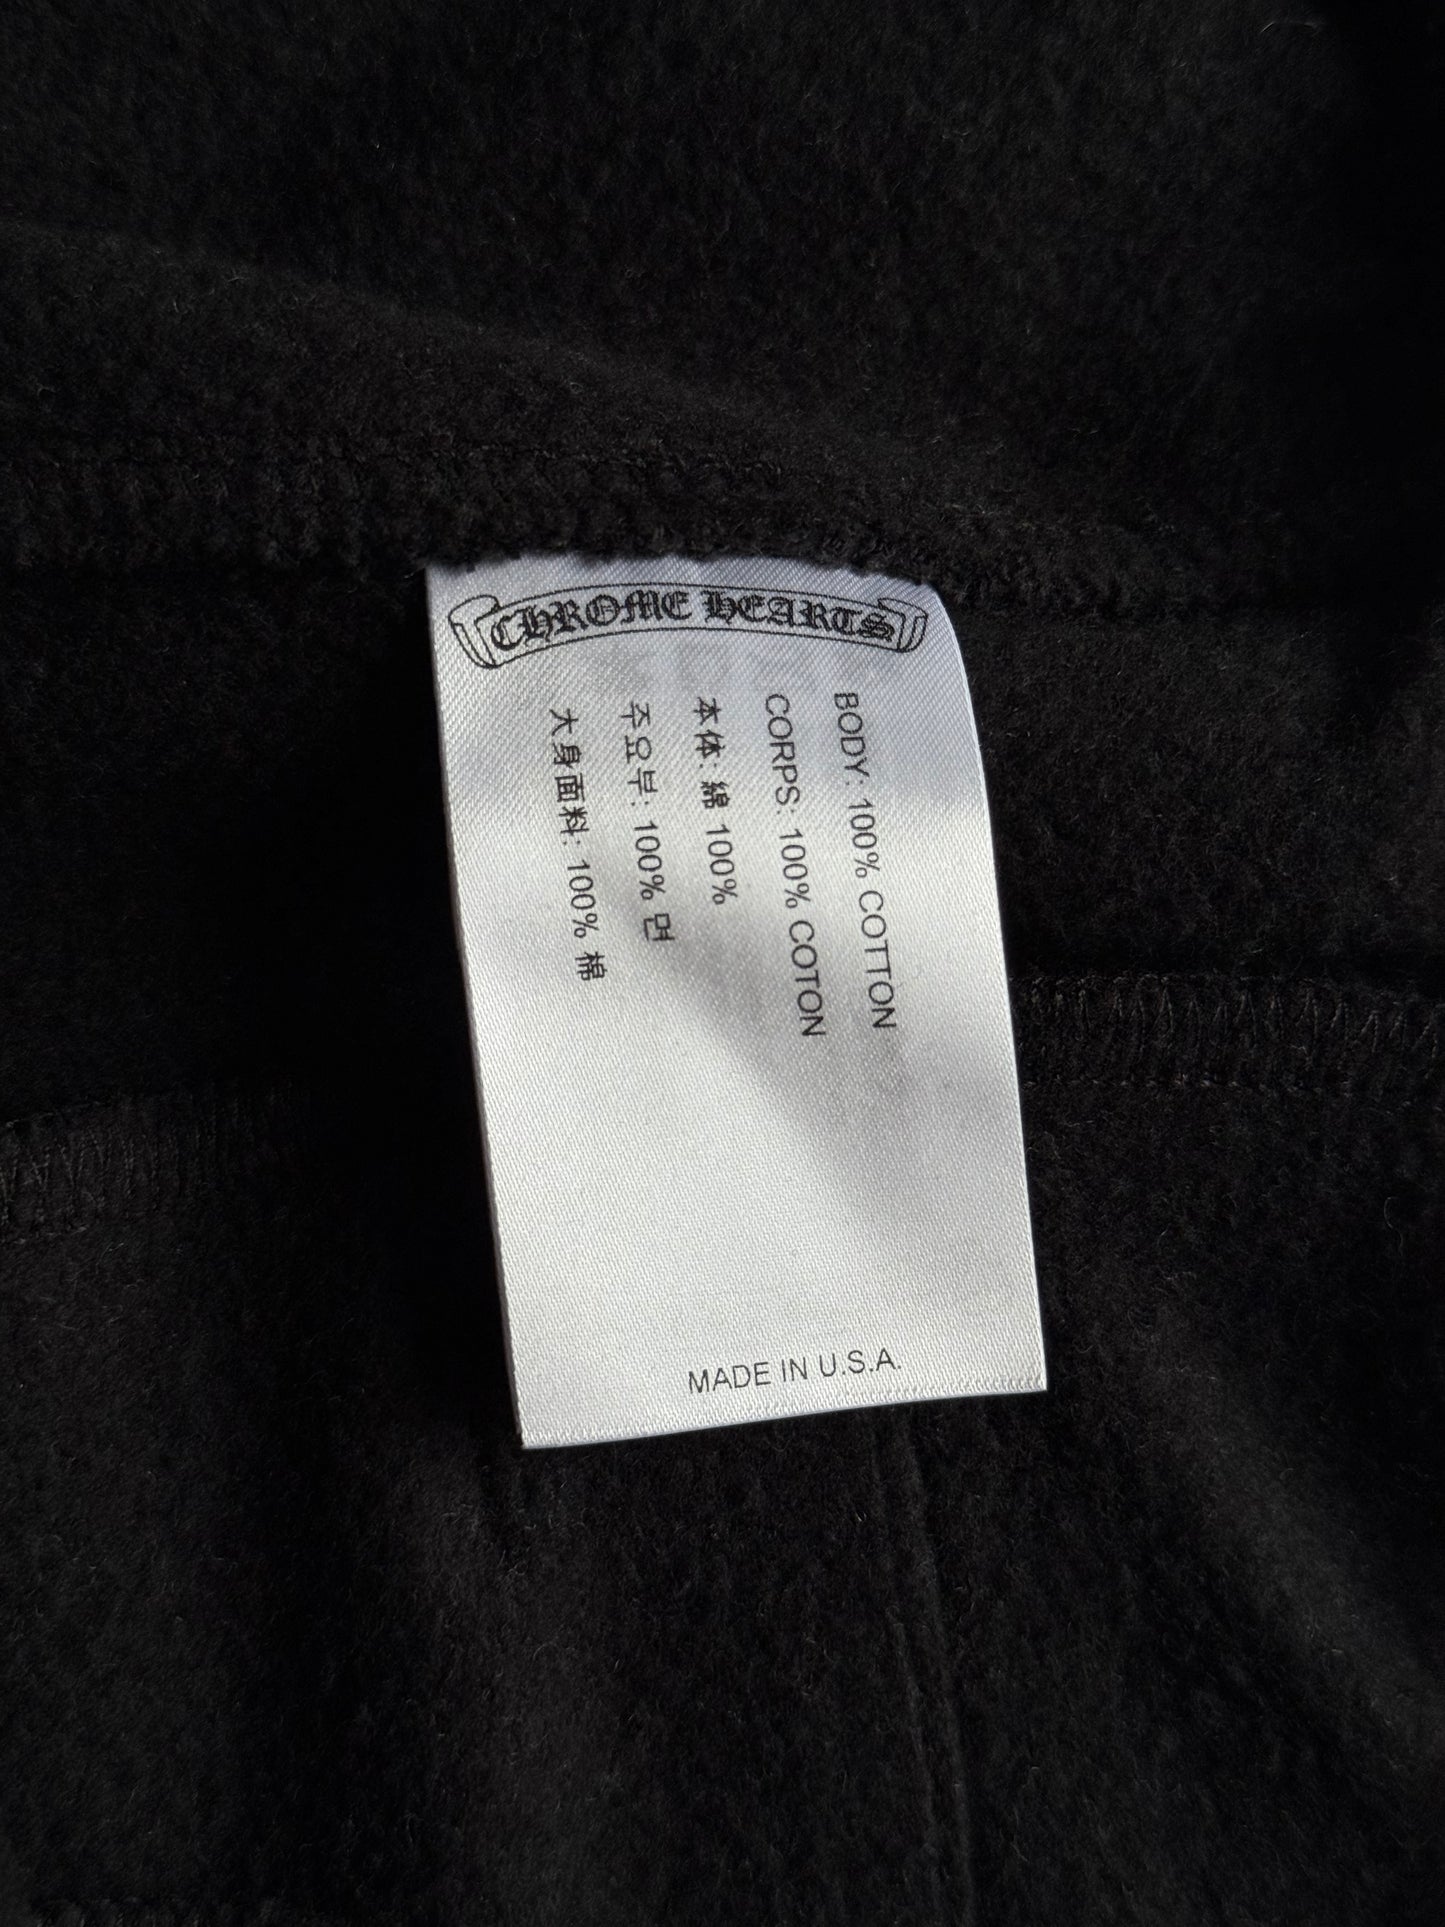 CHROME HEARTS
BODY: 100% COTTON
CORPS: 100% COTON
本体: 綿 100%
주요부: 100% 면
大身面料: 100% 棉
MADE IN U.S.A.